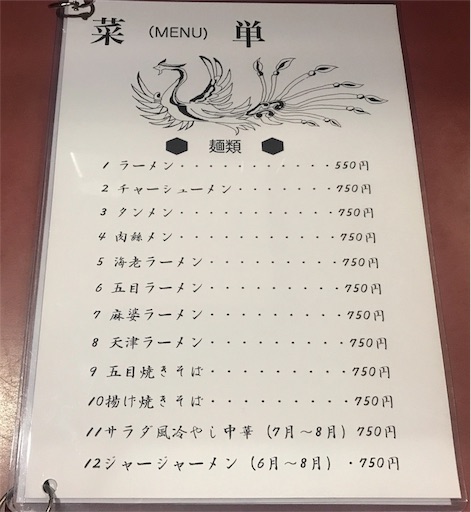 菜 (MENU) 単
麺類
1 ラーメン・・・・・・・・・・・550円
2 チャーシューメン・・・・・・・・750円
3 タンメン・・・・・・・・・・・・750円
4 肉絲メン・・・・・・・・・・・・750円
5 海老ラーメン・・・・・・・・・・750円
6 五目ラーメン・・・・・・・・・・750円
7 麻婆ラーメン・・・・・・・・・・750円
8 天津ラーメン・・・・・・・・・・750円
9 五目焼きそば・・・・・・・・・・750円
10揚げ焼きそば・・・・・・・・・・750円
11サラダ風冷やし中華(7月〜8月)750円
12ジャージャーメン(6月〜8月)・750円